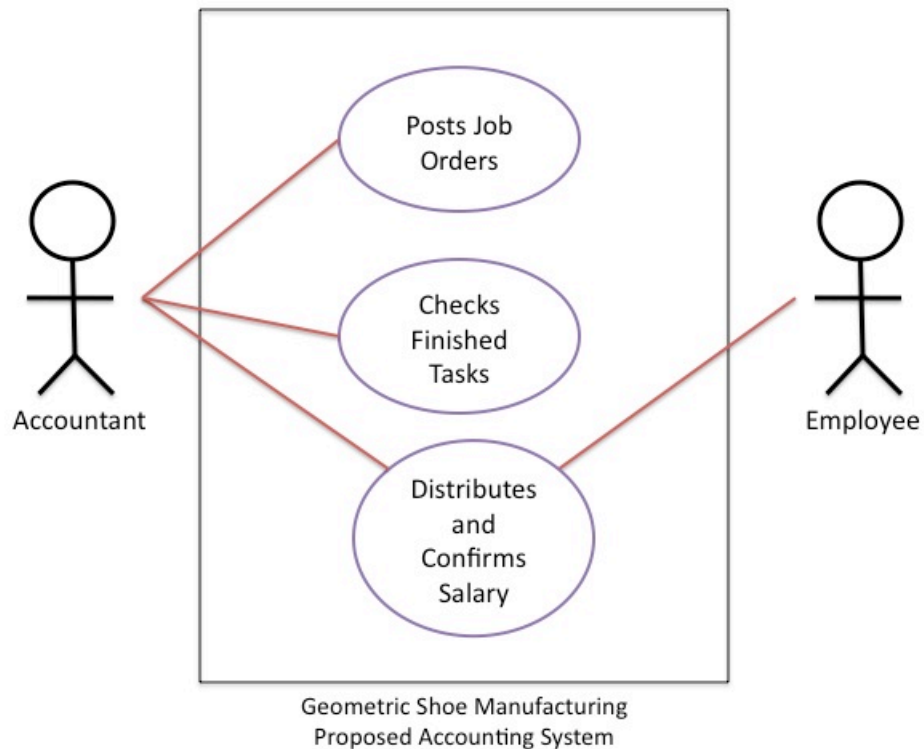 Posts Job
Orders
Checks
Finished
Tasks
Accountant
Employee
Distributes
and
Confirms
Salary
Geometric Shoe Manufacturing
Proposed Accounting System